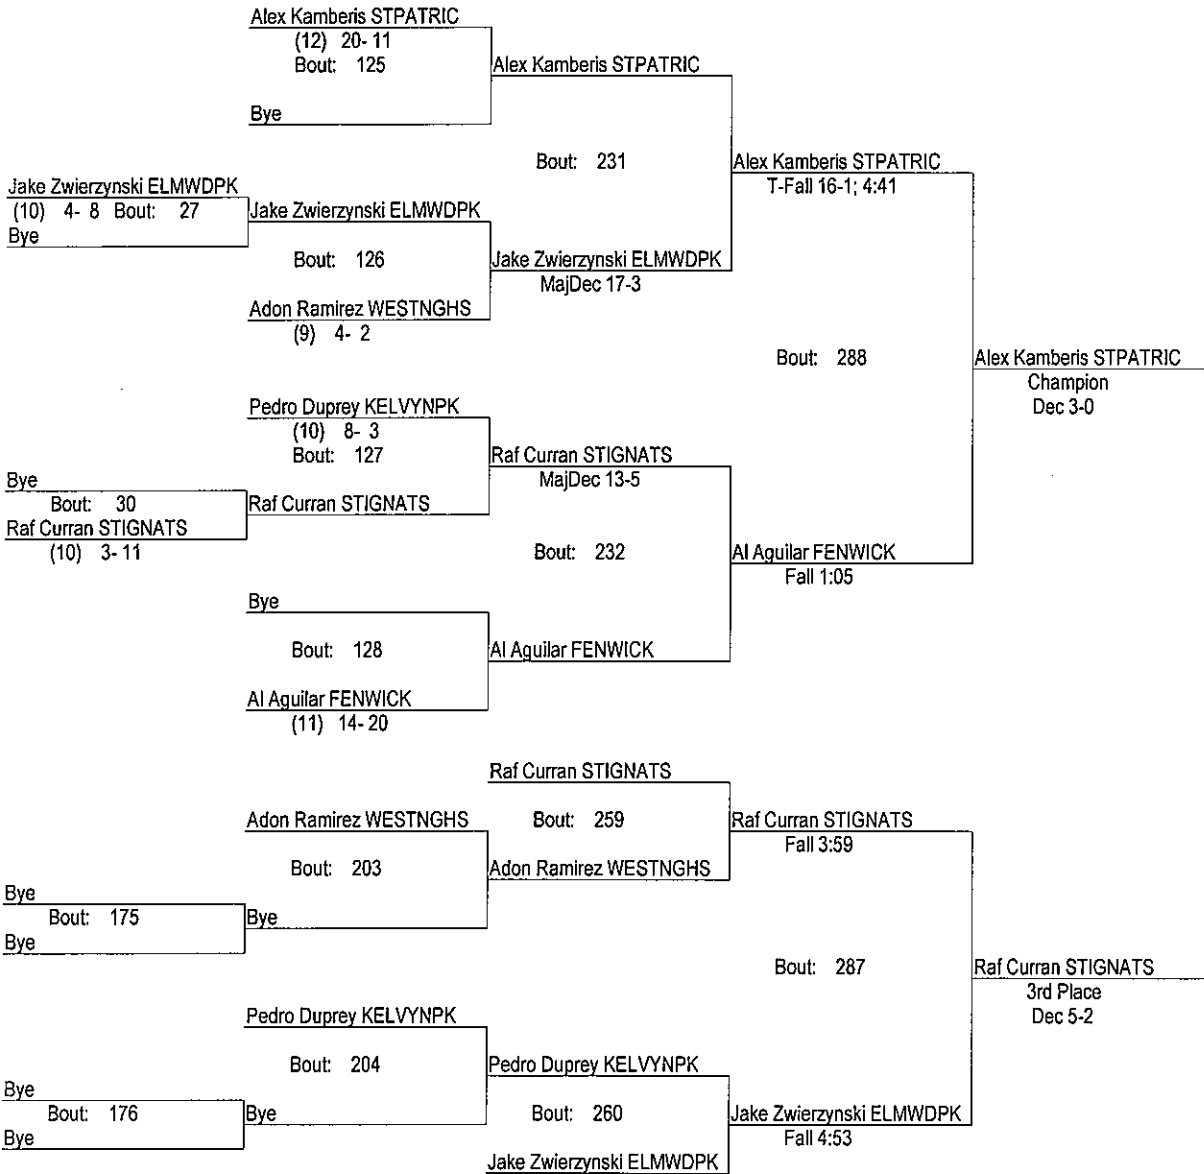 Alex Kamberis STPATRIC
(12) 20- 11
Bout: 125
Alex Kamberis STPATRIC
Bye
Bout: 231
Alex Kamberis STPATRIC
T-Fall 16-1; 4:41
Jake Zwierzynski ELMWDPK
(10) 4- 8 Bout: 27
Bye
Jake Zwierzynski ELMWDPK
Bout: 126
Jake Zwierzynski ELMWDPK
MajDec 17-3
Adon Ramirez WESTNGHS
(9) 4- 2
Bout: 288
Alex Kamberis STPATRIC
Champion
Dec 3-0
Pedro Duprey KELVYNPK
(10) 8- 3
Bout: 127
Raf Curran STIGNATS
MajDec 13-5
Bye
Bout: 30
Raf Curran STIGNATS
(10) 3- 11
Raf Curran STIGNATS
Bout: 232
Al Aguilar FENWICK
Fall 1:05
Bye
Bout: 128
Al Aguilar FENWICK
Al Aguilar FENWICK
(11) 14- 20
Raf Curran STIGNATS
Bout: 259
Raf Curran STIGNATS
Fall 3:59
Adon Ramirez WESTNGHS
Bout: 203
Adon Ramirez WESTNGHS
Bye
Bout: 175
Bye
Bye
Bout: 287
Raf Curran STIGNATS
3rd Place
Dec 5-2
Pedro Duprey KELVYNPK
Bout: 204
Pedro Duprey KELVYNPK
Bye
Bout: 176
Bye
Bye
Bout: 260
Jake Zwierzynski ELMWDPK
Fall 4:53
Jake Zwierzynski ELMWDPK